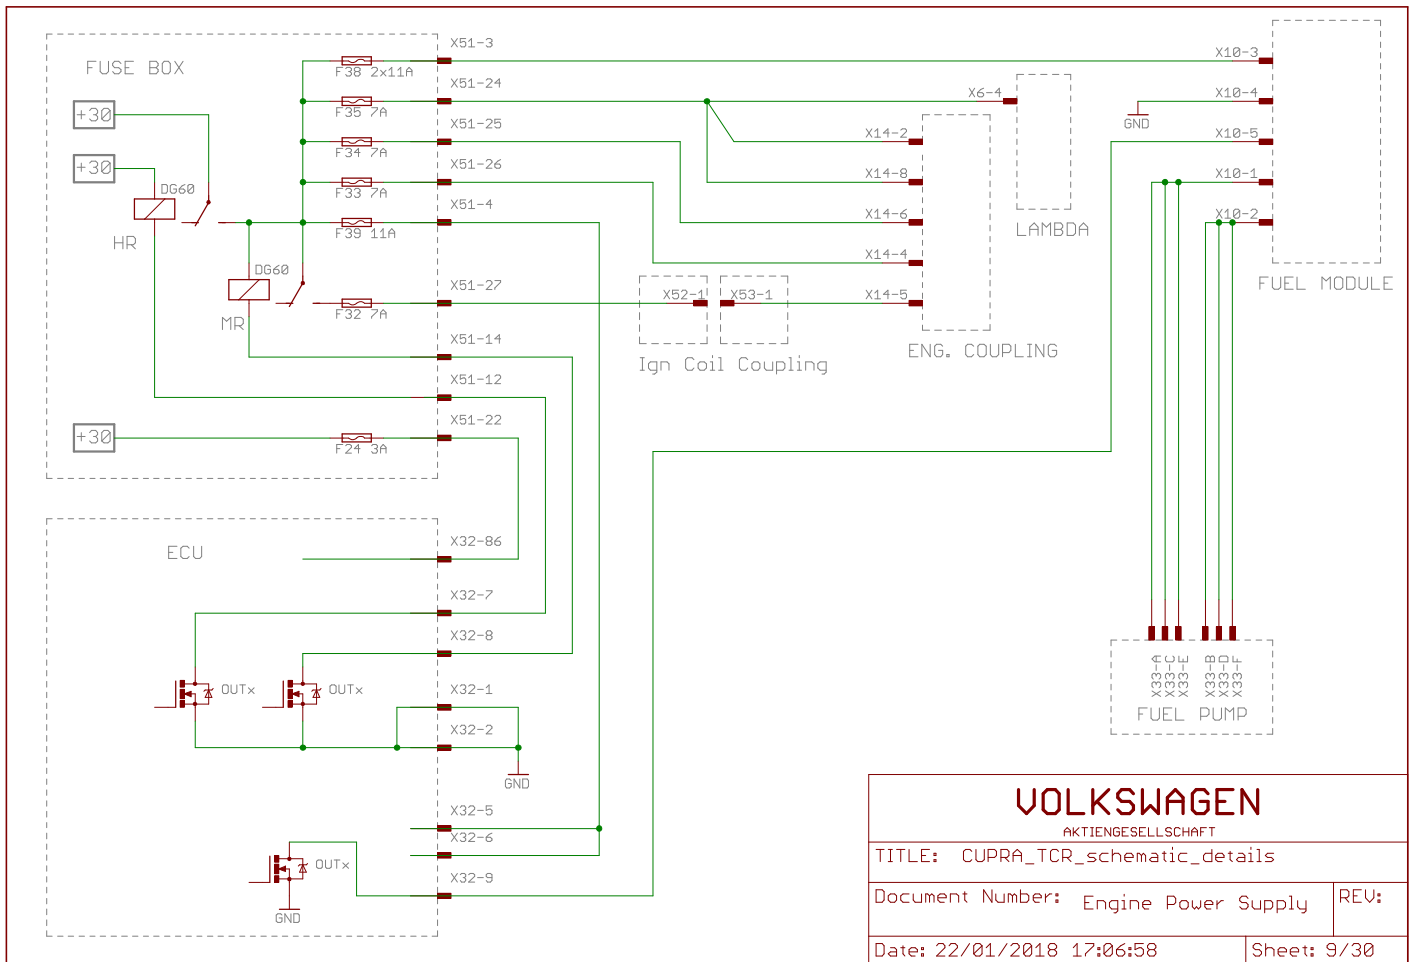 FUSE BOX
+30
+30
DG60
HR
DG60
MR
+30
F38 2x11A
F35 7A
F34 7A
F33 7A
F39 11A
F32 7A
F24 3A
X51-3
X51-24
X51-25
X51-26
X51-4
X51-27
X51-14
X51-12
X51-22
X52-1
X53-1
Ign Coil Coupling
X14-2
X14-8
X14-6
X14-4
X14-5
ENG. COUPLING
X6-4
LAMBDA
X10-3
X10-4
GND
X10-5
X10-1
X10-2
FUEL MODULE
ECU
X32-86
X32-7
X32-8
X32-1
X32-2
GND
X32-5
X32-6
X32-9
OUTx
OUTx
OUTx
GND
X33-A
X33-C
X33-E
X33-B
X33-D
X33-F
FUEL PUMP
VOLKSWAGEN
AKTIENGESELLSCHAFT
TITLE: CUPRA_TCR_schematic_details
Document Number: Engine Power Supply
REV:
Date: 22/01/2018 17:06:58
Sheet: 9/30